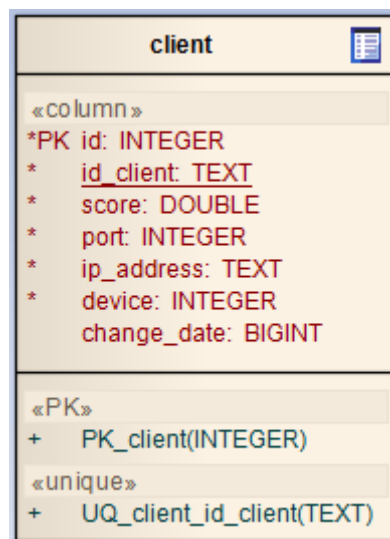 client
«column»
*PK id: INTEGER
* id_client: TEXT
* score: DOUBLE
* port: INTEGER
* ip_address: TEXT
* device: INTEGER
change_date: BIGINT
«PK»
+ PK_client(INTEGER)
«unique»
+ UQ_client_id_client(TEXT)